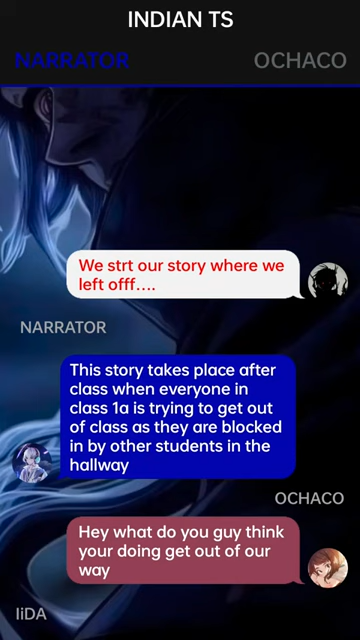 INDIAN TS
NARRATOR OCHACO
We strt our story where we
left offf....
NARRATOR
This story takes place after
class when everyone in
class 1a is trying to get out
of class as they are blocked
in by other students in the
hallway
OCHACO
Hey what do you guy think
your doing get out of our
way
IiDA